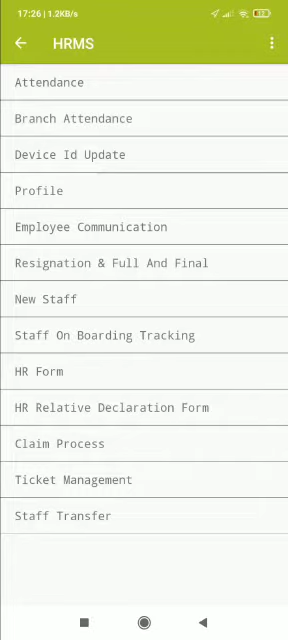 17:26 | 1.2KB/s
HRMS
Attendance
Branch Attendance
Device Id Update
Profile
Employee Communication
Resignation & Full And Final
New Staff
Staff On Boarding Tracking
HR Form
HR Relative Declaration Form
Claim Process
Ticket Management
Staff Transfer